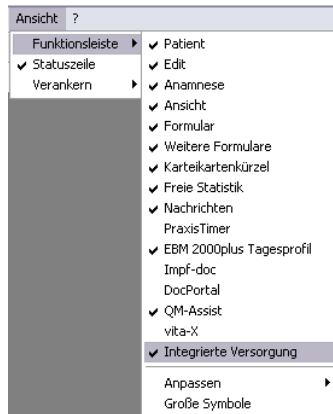 Ansicht ?
Funktionsleiste
Statuszeile
Verankern
Patient
Edit
Anamnese
Ansicht
Formular
Weitere Formulare
Karteikartenkürzel
Freie Statistik
Nachrichten
PraxisTimer
EBM 2000plus Tagesprofil
Impf-doc
DocPortal
QM-Assist
vita-X
Integrierte Versorgung
Anpassen
Große Symbole